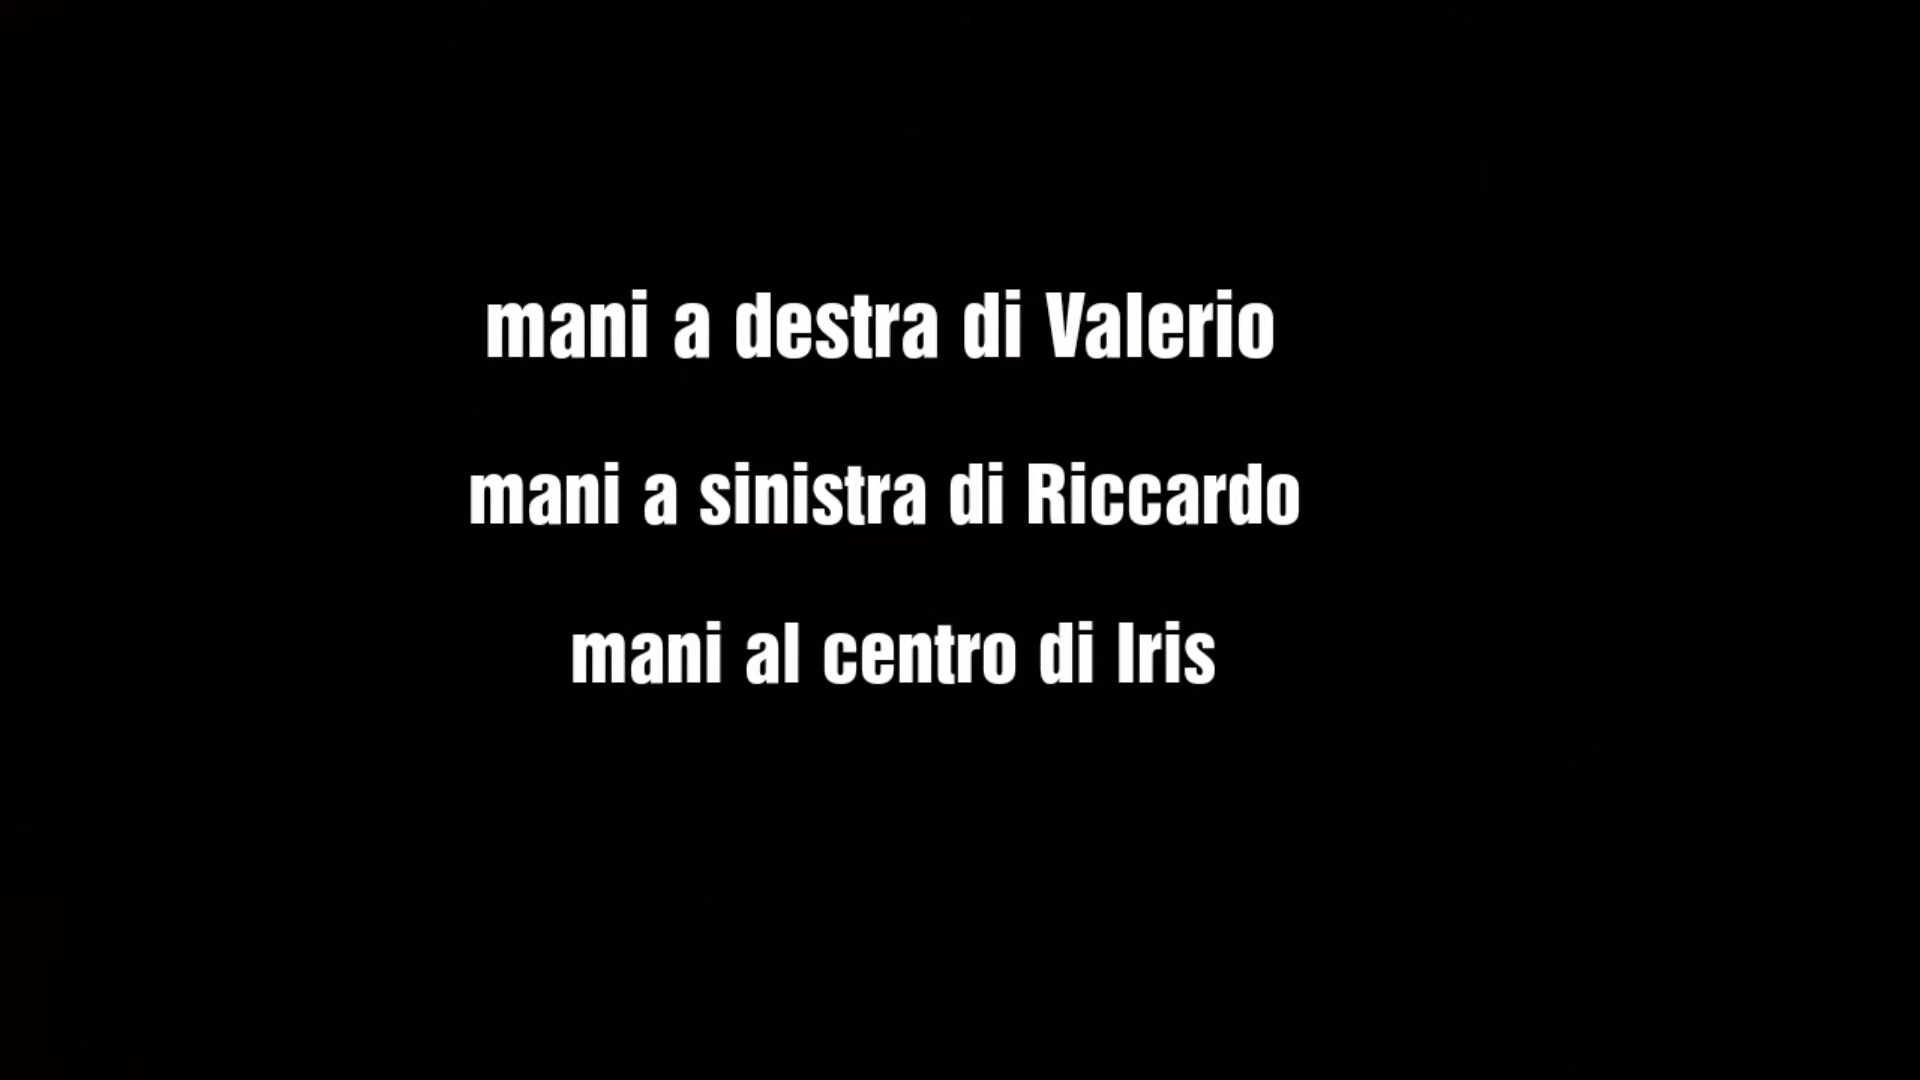 mani a destra di Valerio
mani a sinistra di Riccardo
mani al centro di Iris